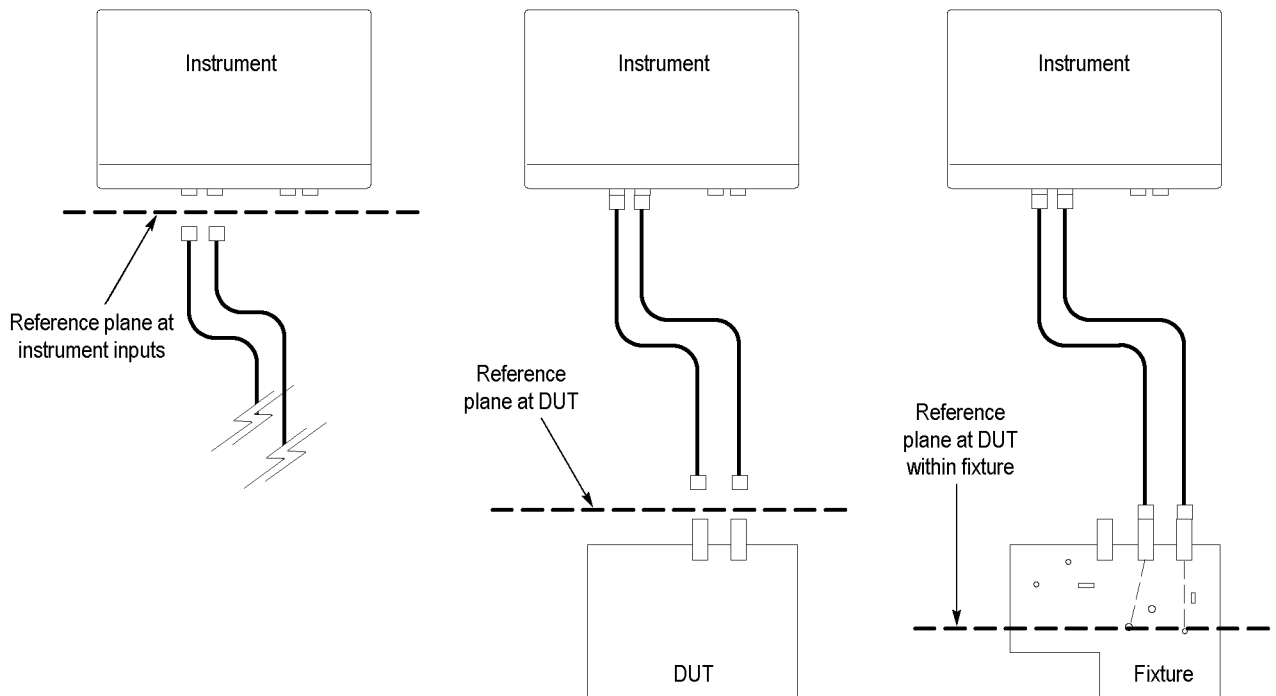 Instrument
Reference plane at
instrument inputs
Instrument
Reference
plane at DUT
DUT
Instrument
Reference
plane at DUT
within fixture
Fixture